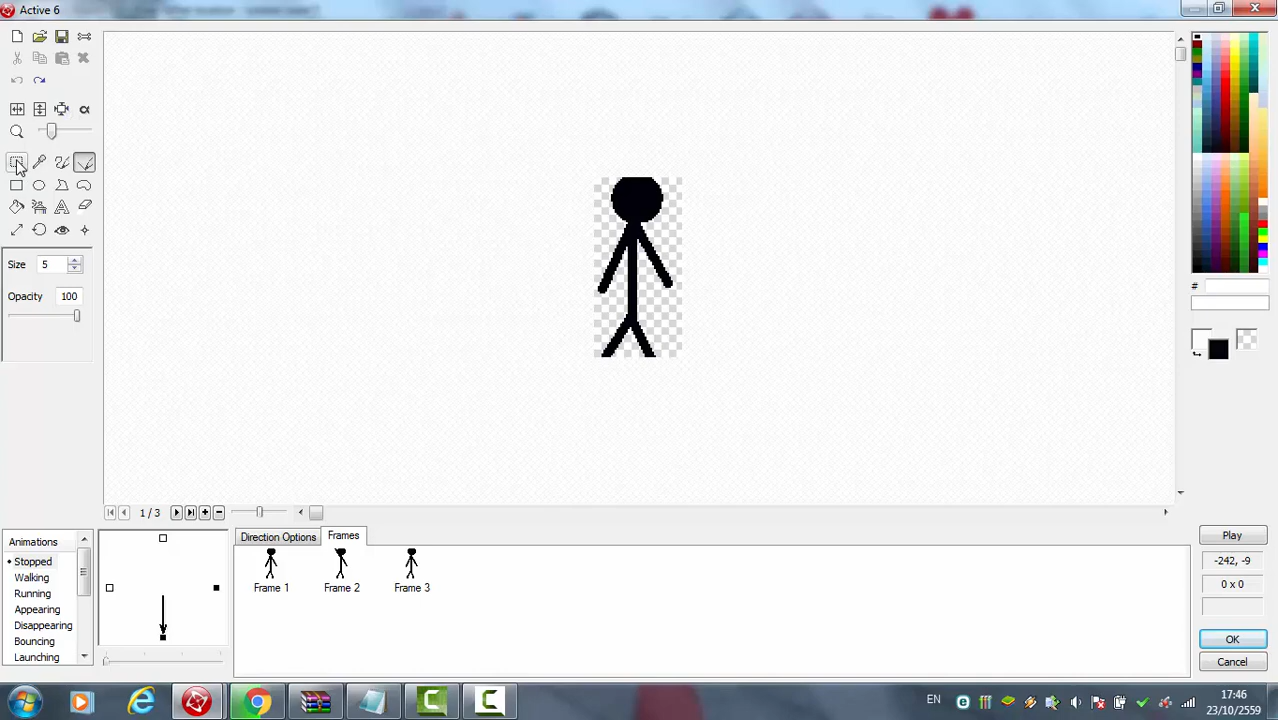 Active 6
Size 5
Opacity 100
#
1 / 3
Animations
Stopped
Walking
Running
Appearing
Disappearing
Bouncing
Launching
Direction Options
Frames
Frame 1
Frame 2
Frame 3
Play
-242, -9
0 x 0
OK
Cancel
EN
17:46
23/10/2559